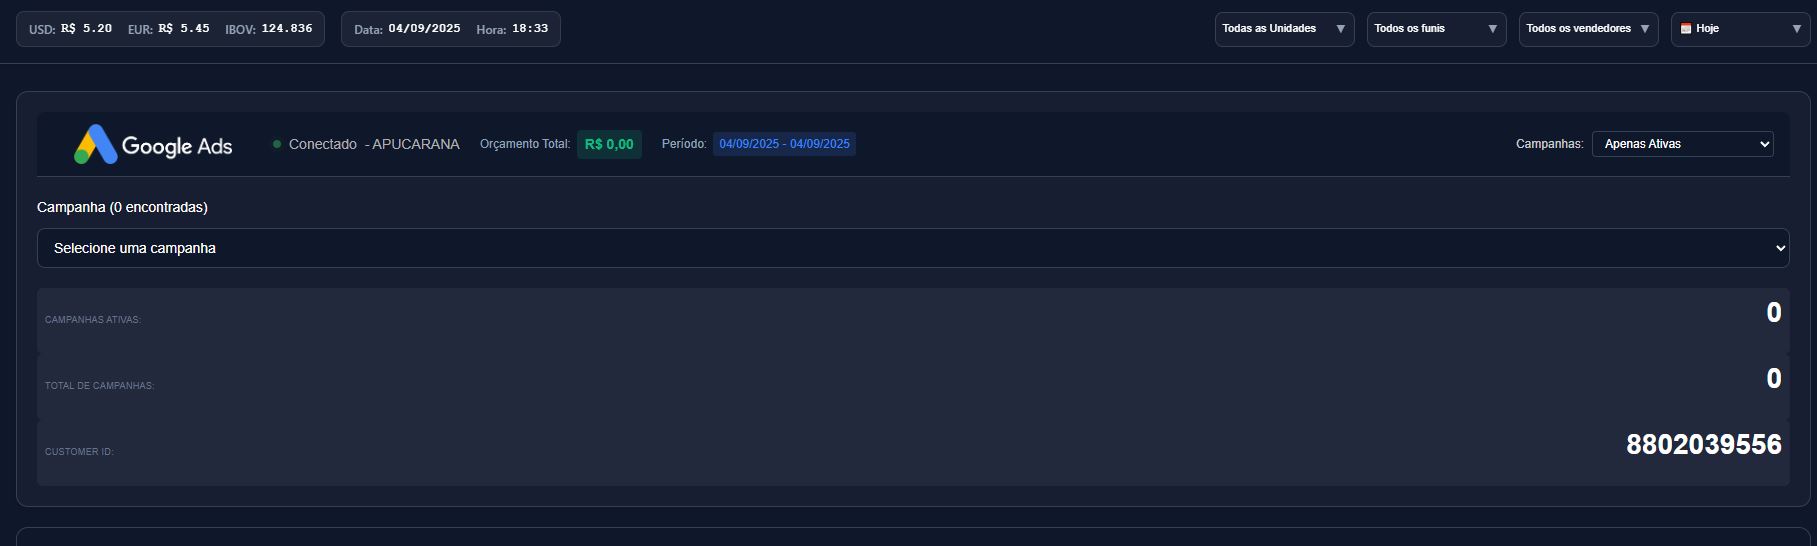 USD: R$ 5.20 EUR: R$ 5.45 IBOV: 124.836 Data: 04/09/2025 Hora: 18:33 Todas as Unidades ▼ Todos os funis ▼ Todos os vendedores ▼ Hoje ▼
Google Ads Conectado - APUCARANA Orçamento Total: R$ 0,00 Período: 04/09/2025 - 04/09/2025 Campanhas: Apenas Ativas
Campanha (0 encontradas)
Selecione uma campanha
CAMPANHAS ATIVAS: 0
TOTAL DE CAMPANHAS: 0
CUSTOMER ID: 8802039556